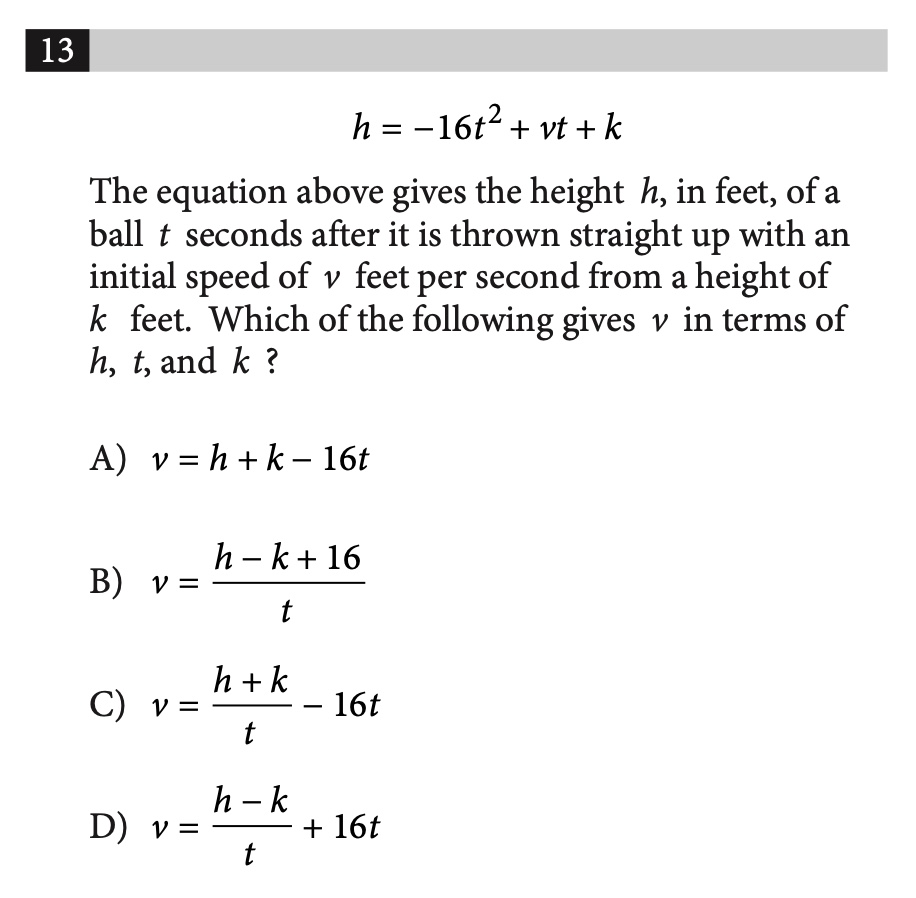 13
h = −16t² + vt + k
The equation above gives the height h, in feet, of a
ball t seconds after it is thrown straight up with an
initial speed of v feet per second from a height of
k feet. Which of the following gives v in terms of
h, t, and k ?
A) v = h + k − 16t
B) v = \frac{h − k + 16}{t}
C) v = \frac{h + k}{t} − 16t
D) v = \frac{h − k}{t} + 16t